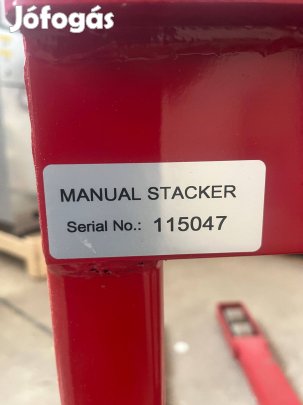 Jófogás
MANUAL STACKER
Serial No.: 115047